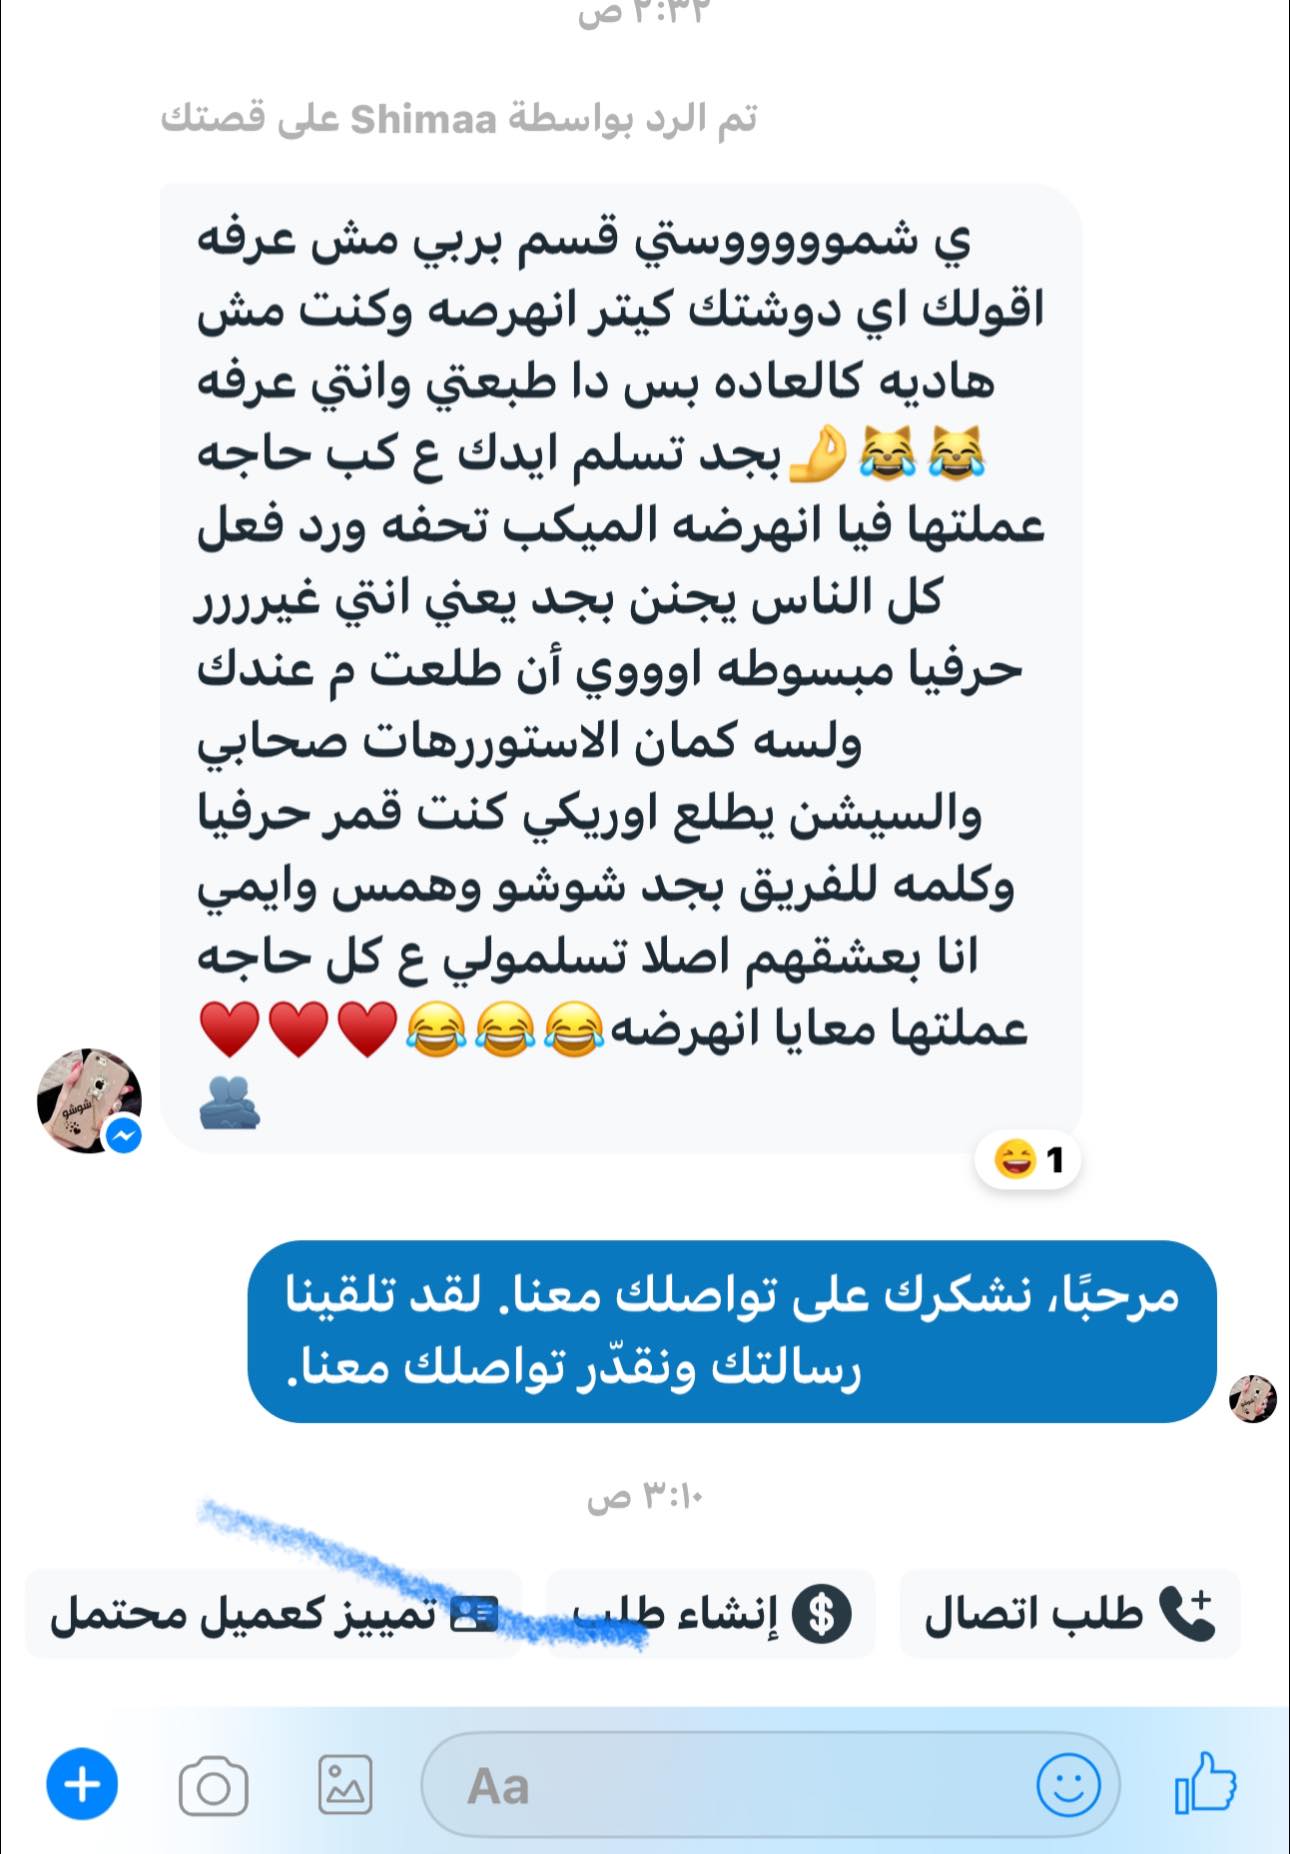 ٢:٣٢ ص
تم الرد بواسطة Shimaa على قصتك
ي شمووووووستي قسم بربي مش عرفه
اقولك اي دوشتك كيتر انهرصه وكنت مش
هاديه كالعاده بس دا طبعتي وانتي عرفه
😹😹🤌بجد تسلم ايدك ع كب حاجه
عملتها فيا انهرضه الميكب تحفه ورد فعل
كل الناس يجنن بجد يعني انتي غيرررر
حرفيا مبسوطه اوووي أن طلعت م عندك
ولسه كمان الاستوررهات صحابي
والسيشن يطلع اوريكي كنت قمر حرفيا
وكلمه للفريق بجد شوشو وهمس وايمي
انا بعشقهم اصلا تسلمولي ع كل حاجه
عملتها معايا انهرضه😂😂😂♥️♥️♥️
🫂
شوشو
😆 1
مرحبًا، نشكرك على تواصلك معنا. لقد تلقينا
رسالتك ونقدّر تواصلك معنا.
٣:١٠ ص
طلب اتصال
إنشاء طلب
تمييز كعميل محتمل
Aa